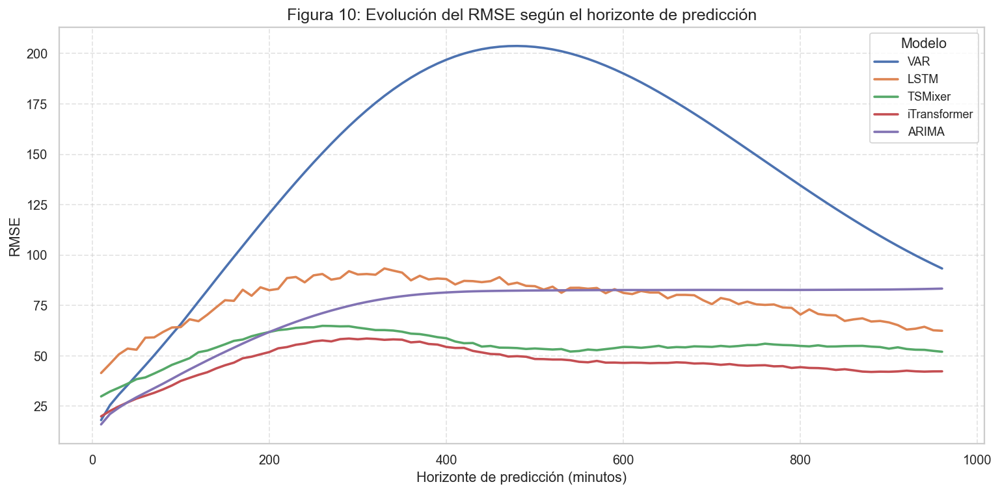 Figura 10: Evolución del RMSE según el horizonte de predicción
Modelo
VAR
LSTM
TSMixer
iTransformer
ARIMA
RMSE
200
175
150
125
100
75
50
25
0
200
400
600
800
1000
Horizonte de predicción (minutos)